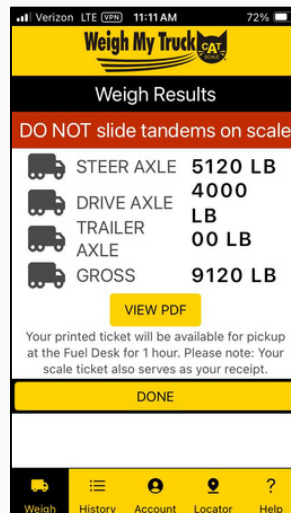 Verizon LTE VPN 11:11 AM 72%
Weigh My Truck CAT SCALE
Weigh Results
DO NOT slide tandems on scale
STEER AXLE 5120 LB
DRIVE AXLE 4000 LB
TRAILER AXLE 00 LB
GROSS 9120 LB
VIEW PDF
Your printed ticket will be available for pickup
at the Fuel Desk for 1 hour. Please note: Your
scale ticket also serves as your receipt.
DONE
Weigh History Account Locator ? Help